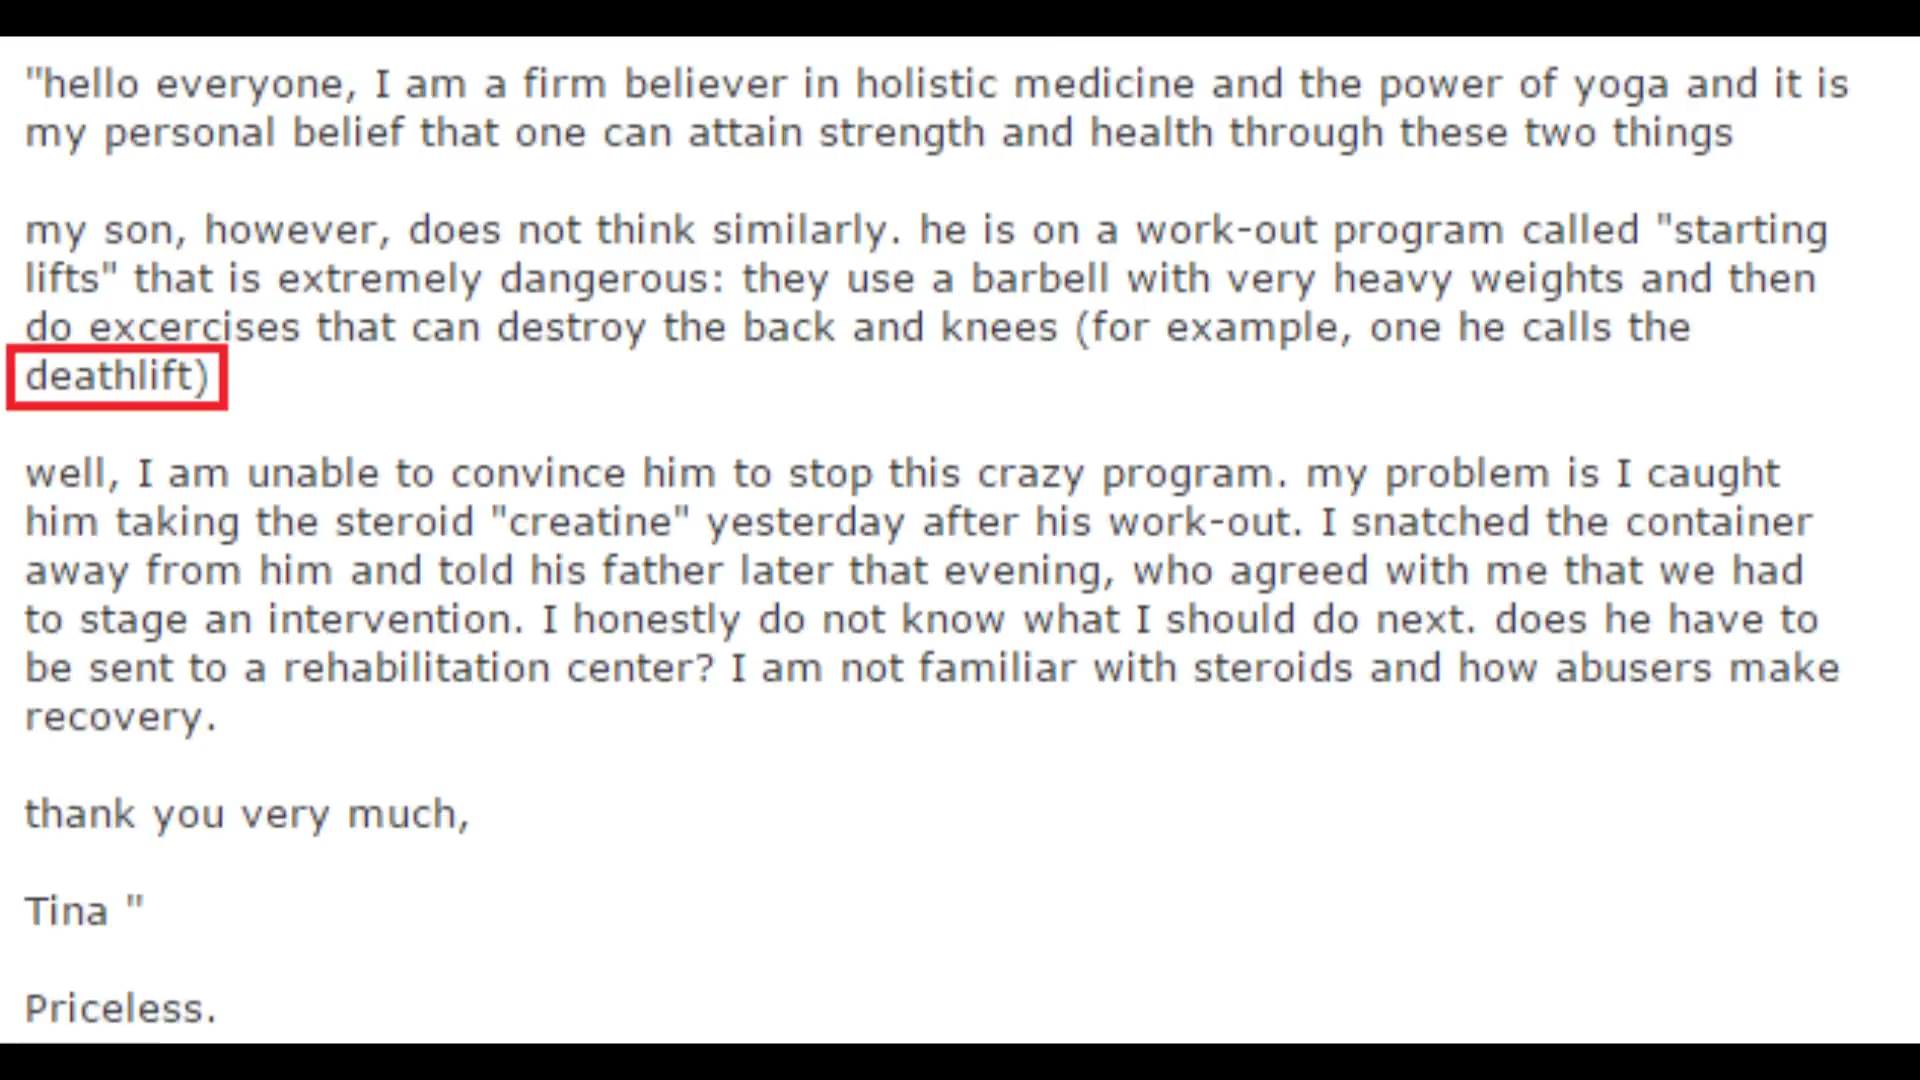 "hello everyone, I am a firm believer in holistic medicine and the power of yoga and it is
my personal belief that one can attain strength and health through these two things
my son, however, does not think similarly. he is on a work-out program called "starting
lifts" that is extremely dangerous: they use a barbell with very heavy weights and then
do excercises that can destroy the back and knees (for example, one he calls the
deathlift)
well, I am unable to convince him to stop this crazy program. my problem is I caught
him taking the steroid "creatine" yesterday after his work-out. I snatched the container
away from him and told his father later that evening, who agreed with me that we had
to stage an intervention. I honestly do not know what I should do next. does he have to
be sent to a rehabilitation center? I am not familiar with steroids and how abusers make
recovery.
thank you very much,
Tina "
Priceless.